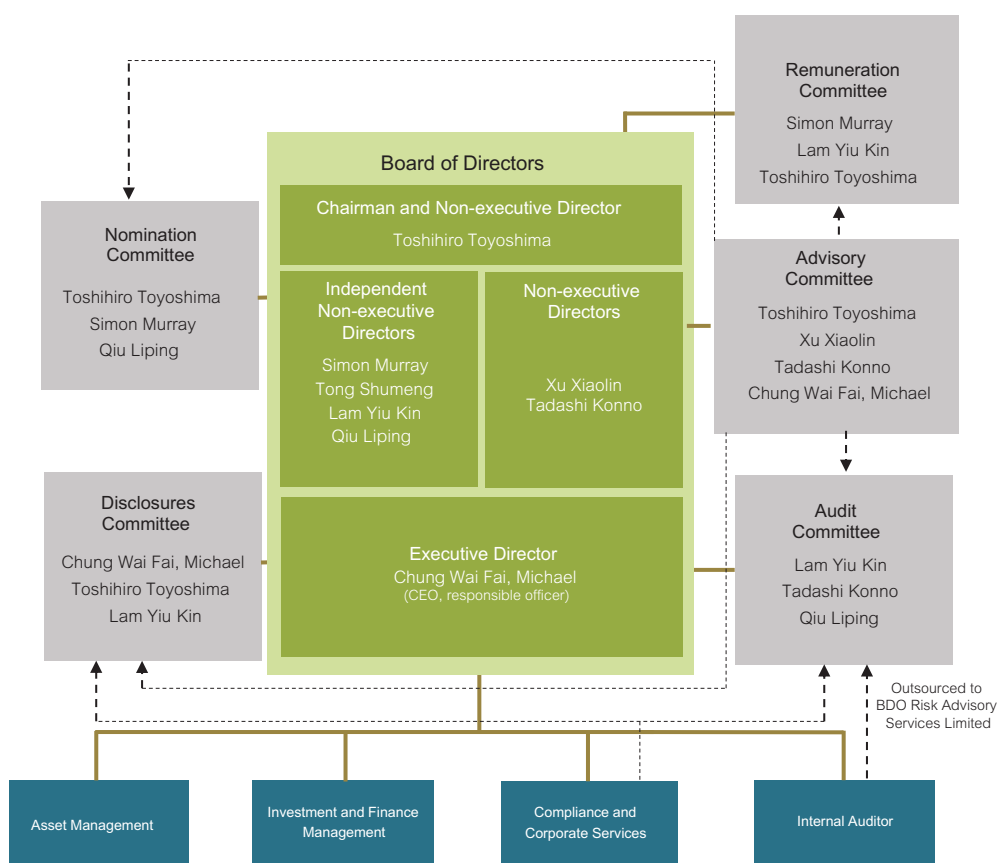 Remuneration
Committee
Simon Murray
Lam Yiu Kin
Toshihiro Toyoshima
Board of Directors
Chairman and Non-executive Director
Toshihiro Toyoshima
Nomination
Committee
Toshihiro Toyoshima
Simon Murray
Qiu Liping
Independent
Non-executive
Directors
Simon Murray
Tong Shumeng
Lam Yiu Kin
Qiu Liping
Non-executive
Directors
Xu Xiaolin
Tadashi Konno
Advisory
Committee
Toshihiro Toyoshima
Xu Xiaolin
Tadashi Konno
Chung Wai Fai, Michael
Disclosures
Committee
Chung Wai Fai, Michael
Toshihiro Toyoshima
Lam Yiu Kin
Executive Director
Chung Wai Fai, Michael
(CEO, responsible officer)
Audit
Committee
Lam Yiu Kin
Tadashi Konno
Qiu Liping
Outsourced to
BDO Risk Advisory
Services Limited
Asset Management
Investment and Finance
Management
Compliance and
Corporate Services
Internal Auditor